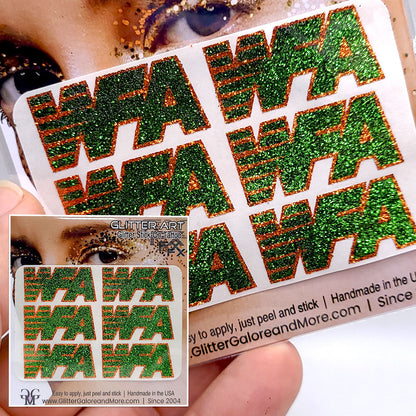 WFA WFA
WFA WFA
WFA WFA
easy to apply, just peel and stick | Handmade in the USA
www.GlitterGaloreandMore.com | Since
GLITTER ART
WFA WFA
WFA WFA
WFA WFA
Easy to apply, just peel and stick | Handmade in the USA
www.GlitterGaloreandMore.com | Since 2004